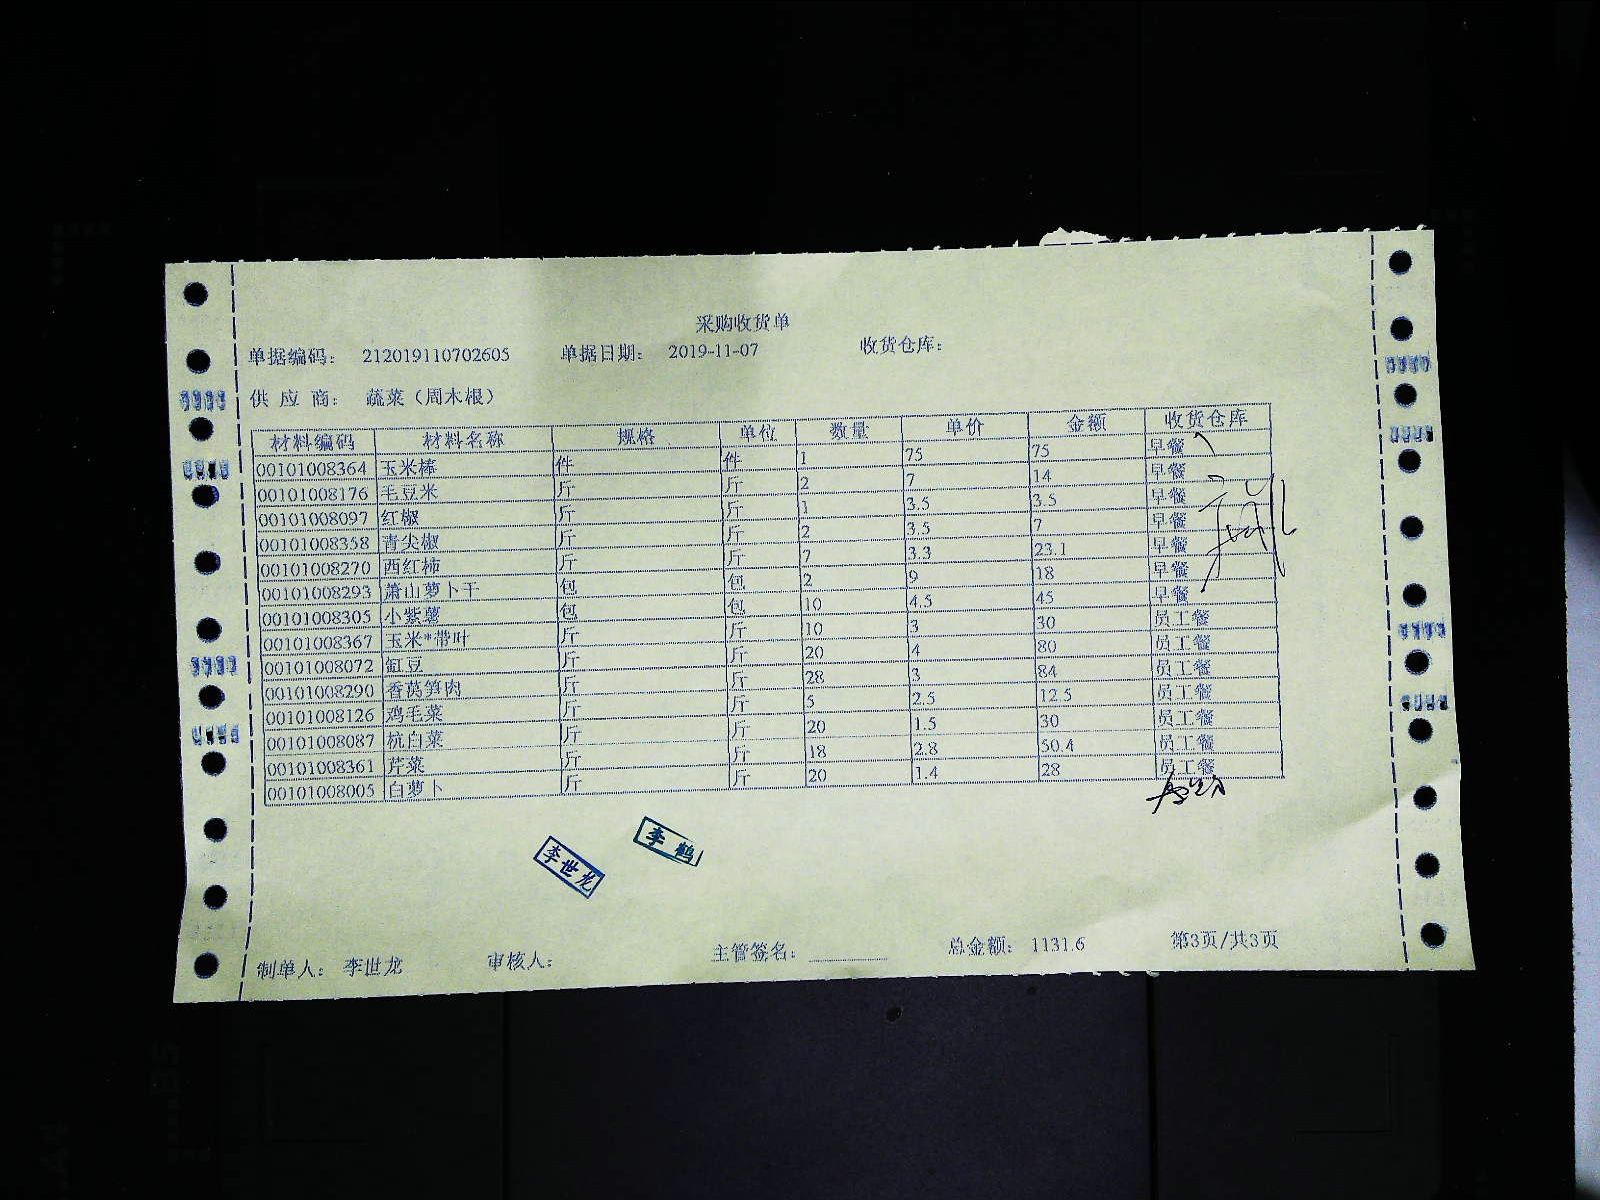 采购收货单
单据编码： 212019110702605 单据日期： 2019-11-07 收货仓库：
供 应 商： 蔬菜（周木根）
材料编码 材料名称 规格 单位 数量 单价 金额 收货仓库
00101008364 玉米棒 件 件 1 75 75 早餐
00101008176 毛豆米 斤 斤 2 7 14 早餐
00101008097 红椒 斤 斤 1 3.5 3.5 早餐
00101008358 青尖椒 斤 斤 2 3.5 7 早餐
00101008270 西红柿 斤 斤 7 3.3 23.1 早餐
00101008293 萧山萝卜干 包 包 2 9 18 早餐
00101008305 小紫薯 包 包 10 4.5 45 早餐
00101008367 玉米*带叶 斤 斤 10 3 30 员工餐
00101008072 缸豆 斤 斤 20 4 80 员工餐
00101008290 香莴笋肉 斤 斤 28 3 84 员工餐
00101008126 鸡毛菜 斤 斤 5 2.5 12.5 员工餐
00101008087 杭白菜 斤 斤 20 1.5 30 员工餐
00101008361 芹菜 斤 斤 18 2.8 50.4 员工餐
00101008005 白萝卜 斤 斤 20 1.4 28 员工餐
李鹤
李世龙
制单人： 李世龙 审核人： 主管签名： 总金额： 1131.6 第3页/共3页